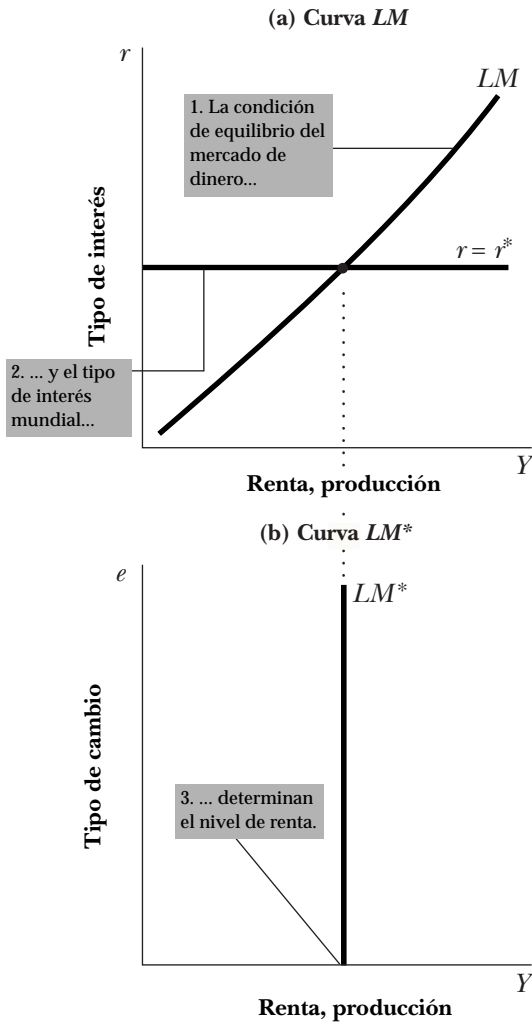 (a) Curva LM
r
LM
1. La condición
de equilibrio del
mercado de
dinero...
r = r*
Tipo de interés
2. ... y el tipo
de interés
mundial...
Y
Renta, producción
(b) Curva LM*
e
LM*
Tipo de cambio
3. ... determinan
el nivel de renta.
Y
Renta, producción